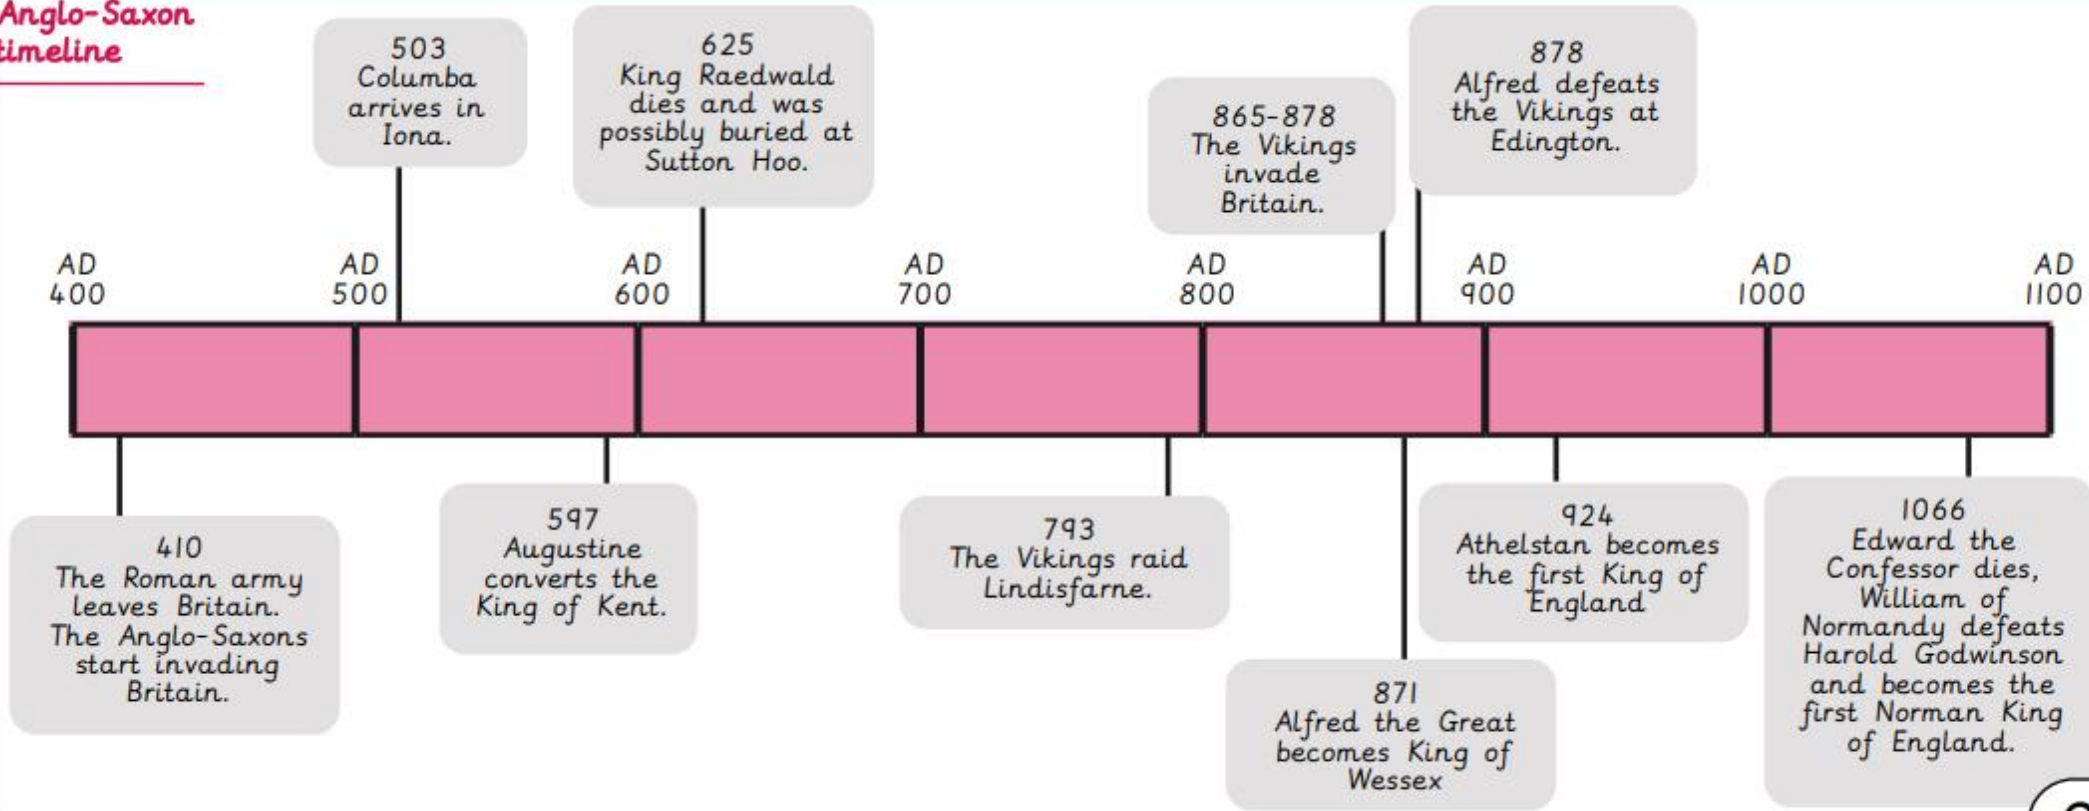 Anglo-Saxon
timeline
503
Columba
arrives in
Iona.
625
King Raedwald
dies and was
possibly buried at
Sutton Hoo.
865-878
The Vikings
invade
Britain.
878
Alfred defeats
the Vikings at
Edington.
AD
400
AD
500
AD
600
AD
700
AD
800
AD
900
AD
1000
AD
1100
410
The Roman army
leaves Britain.
The Anglo-Saxons
start invading
Britain.
597
Augustine
converts the
King of Kent.
793
The Vikings raid
Lindisfarne.
871
Alfred the Great
becomes King of
Wessex
924
Athelstan becomes
the first King of
England
1066
Edward the
Confessor dies,
William of
Normandy defeats
Harold Godwinson
and becomes the
first Norman King
of England.